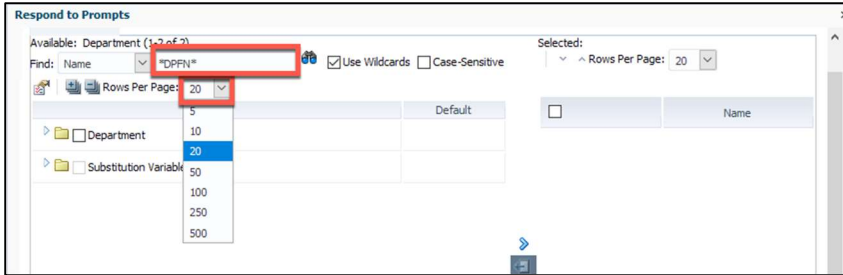 Respond to Prompts
Available: Department (1-2 of 2)
Find: Name *DPFN* Use Wildcards Case-Sensitive
Rows Per Page: 20
Default
5
10
20
50
100
250
500
Department
Substitution Variable
Selected:
Rows Per Page: 20
Name